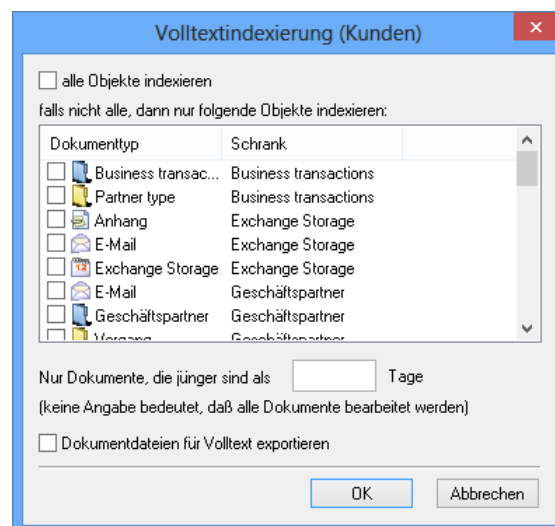 Volltextindexierung (Kunden)
alle Objekte indexieren
falls nicht alle, dann nur folgende Objekte indexieren:
Dokumenttyp Schrank
Business transac... Business transactions
Partner type Business transactions
Anhang Exchange Storage
E-Mail Exchange Storage
12 Exchange Storage Exchange Storage
E-Mail Geschäftspartner
Geschäftspartner Geschäftspartner
Vorgang Geschäftspartner
Nur Dokumente, die jünger sind als Tage
(keine Angabe bedeutet, daß alle Dokumente bearbeitet werden)
Dokumentdateien für Volltext exportieren
OK Abbrechen